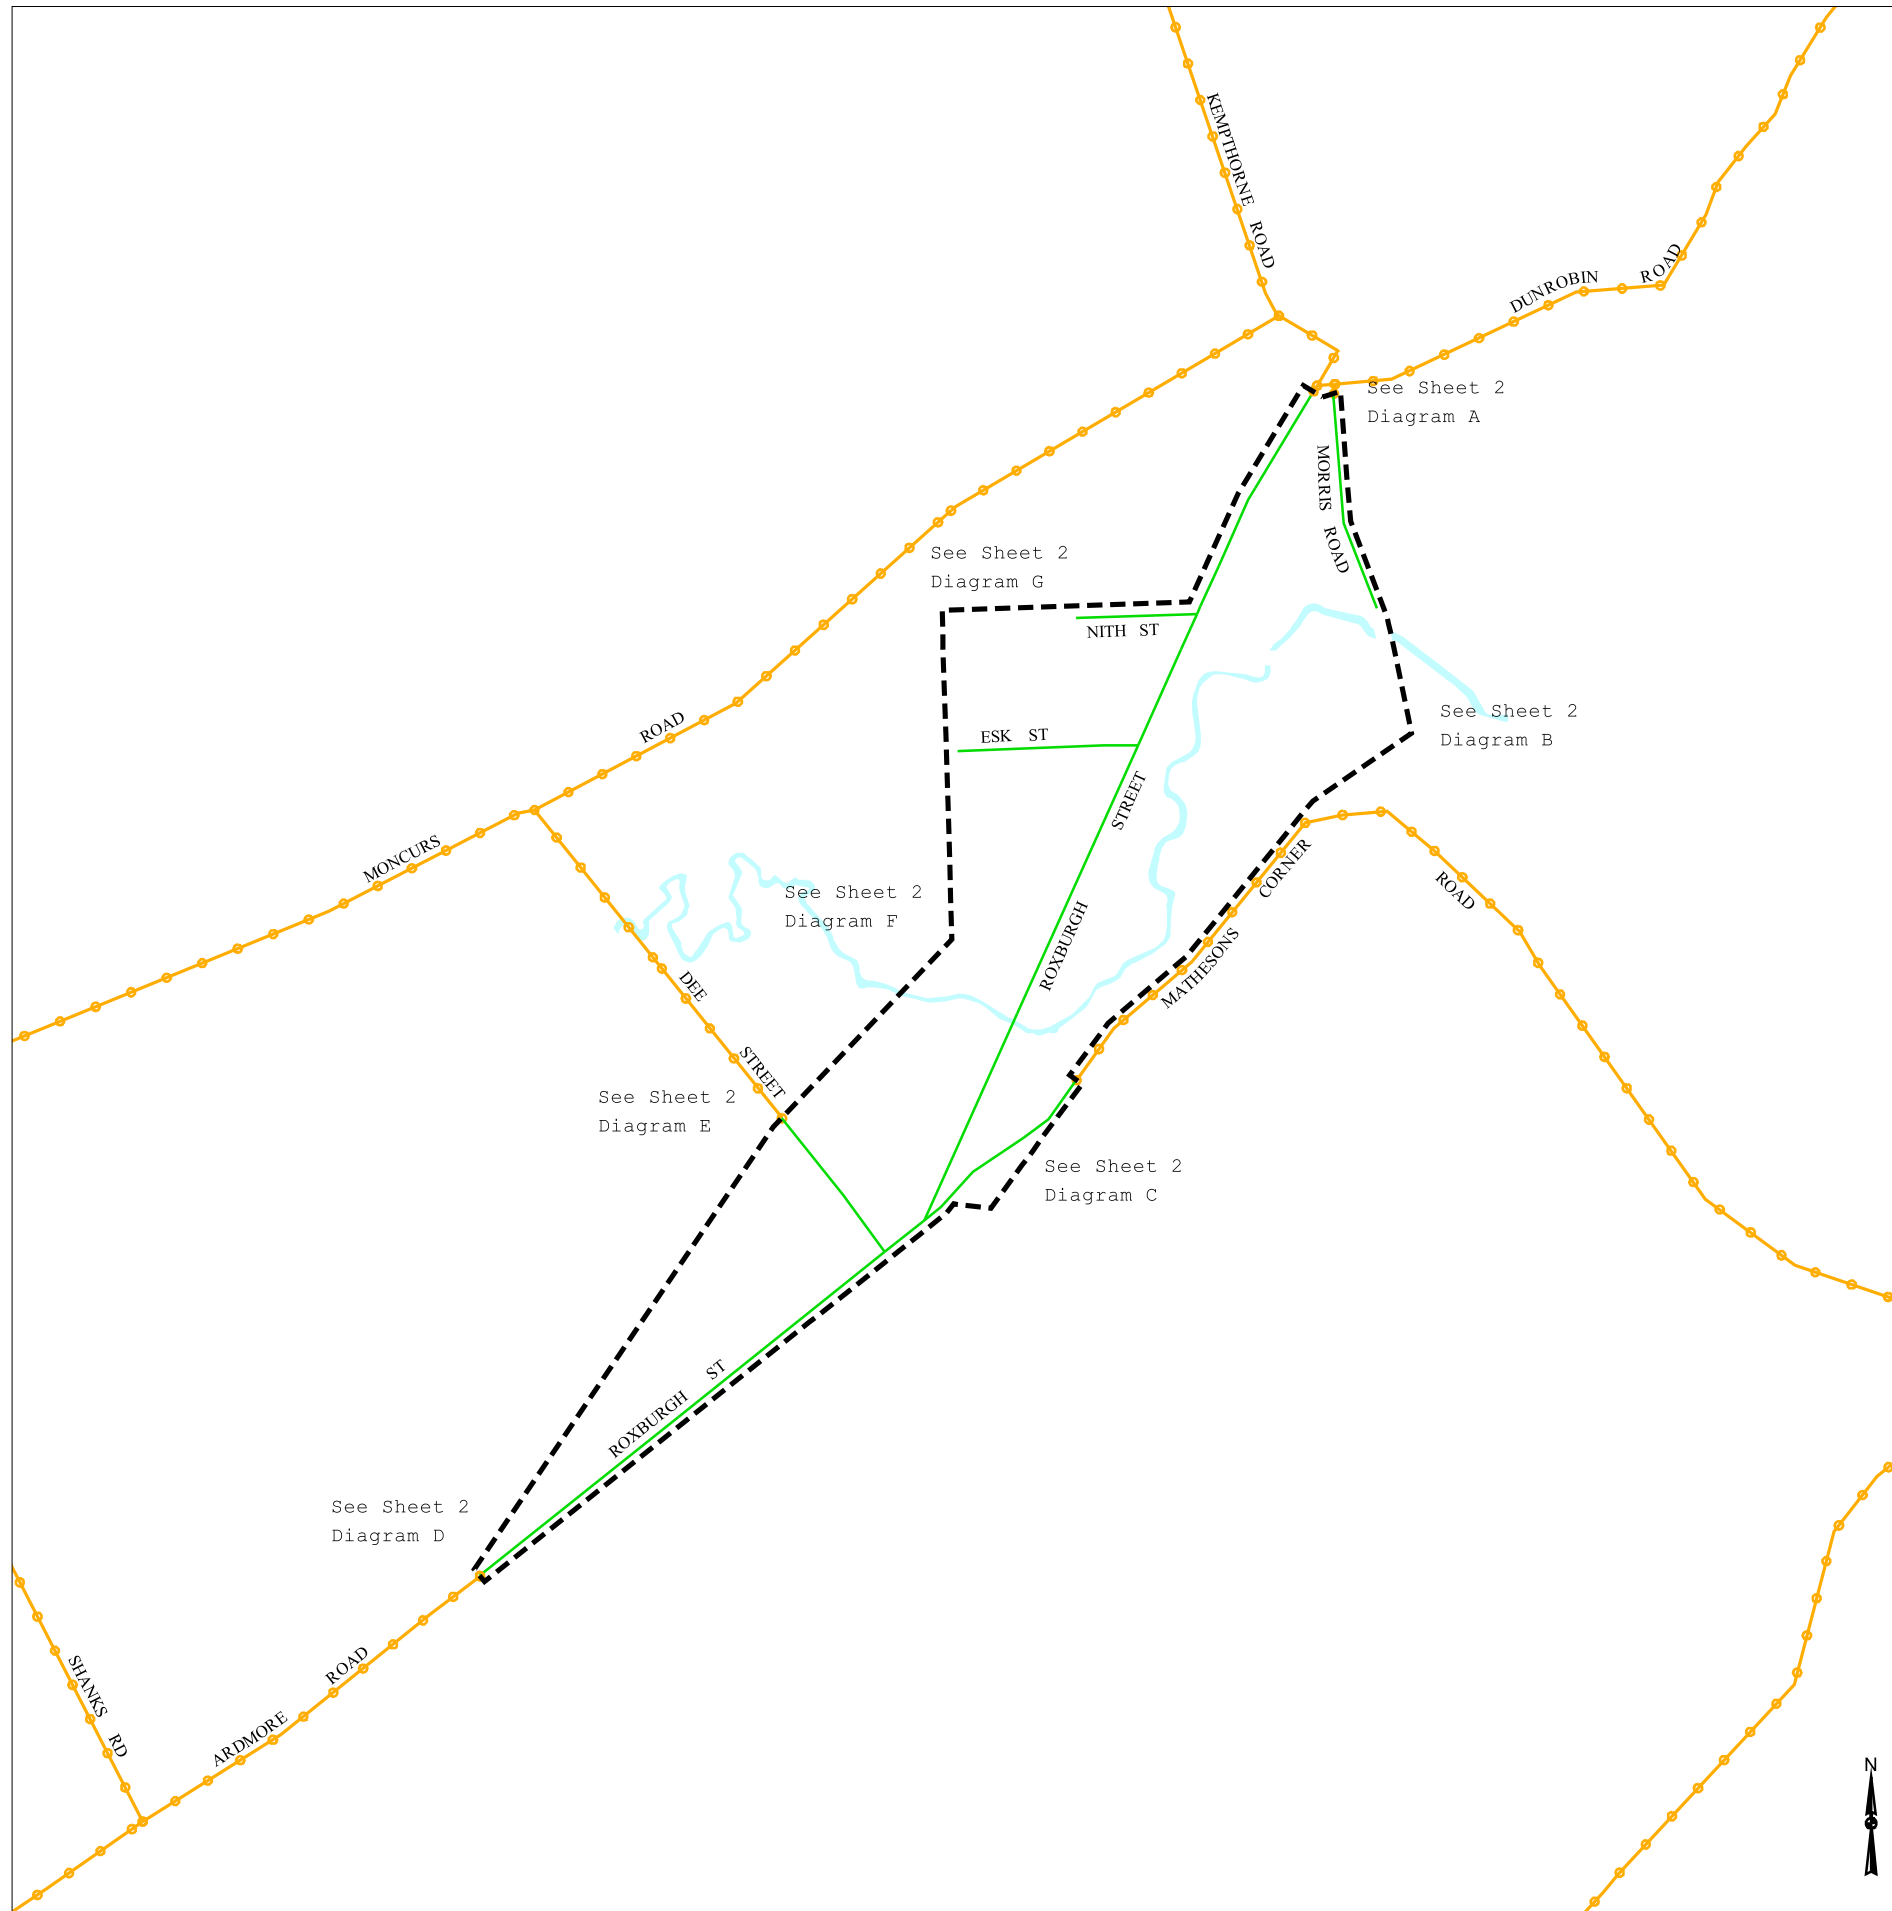 KEMPTHORNE ROAD
DUNROBIN ROAD
See Sheet 2
Diagram A
MORRIS ROAD
See Sheet 2
Diagram G
NITH ST
ESK ST
See Sheet 2
Diagram B
MONCURS ROAD
ROXBURGH STREET
MATHESONS CORNER ROAD
See Sheet 2
Diagram F
DEE STREET
See Sheet 2
Diagram E
See Sheet 2
Diagram C
ROXBURGH ST
See Sheet 2
Diagram D
SHANKS RD
ARDMORE ROAD
N